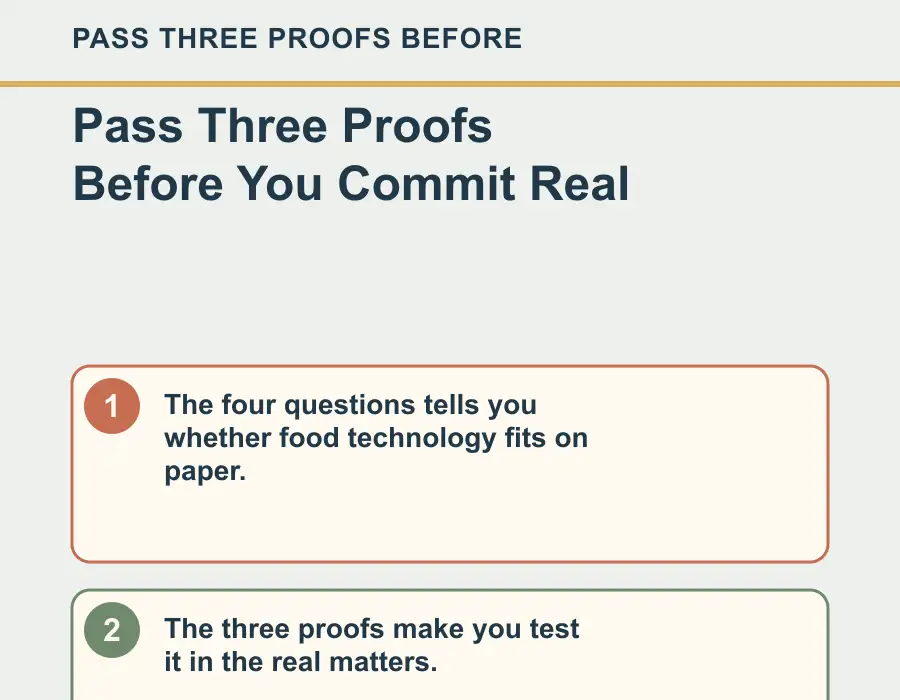 PASS THREE PROOFS BEFORE
Pass Three Proofs
Before You Commit Real
1
The four questions tells you
whether food technology fits on
paper.
2
The three proofs make you test
it in the real matters.